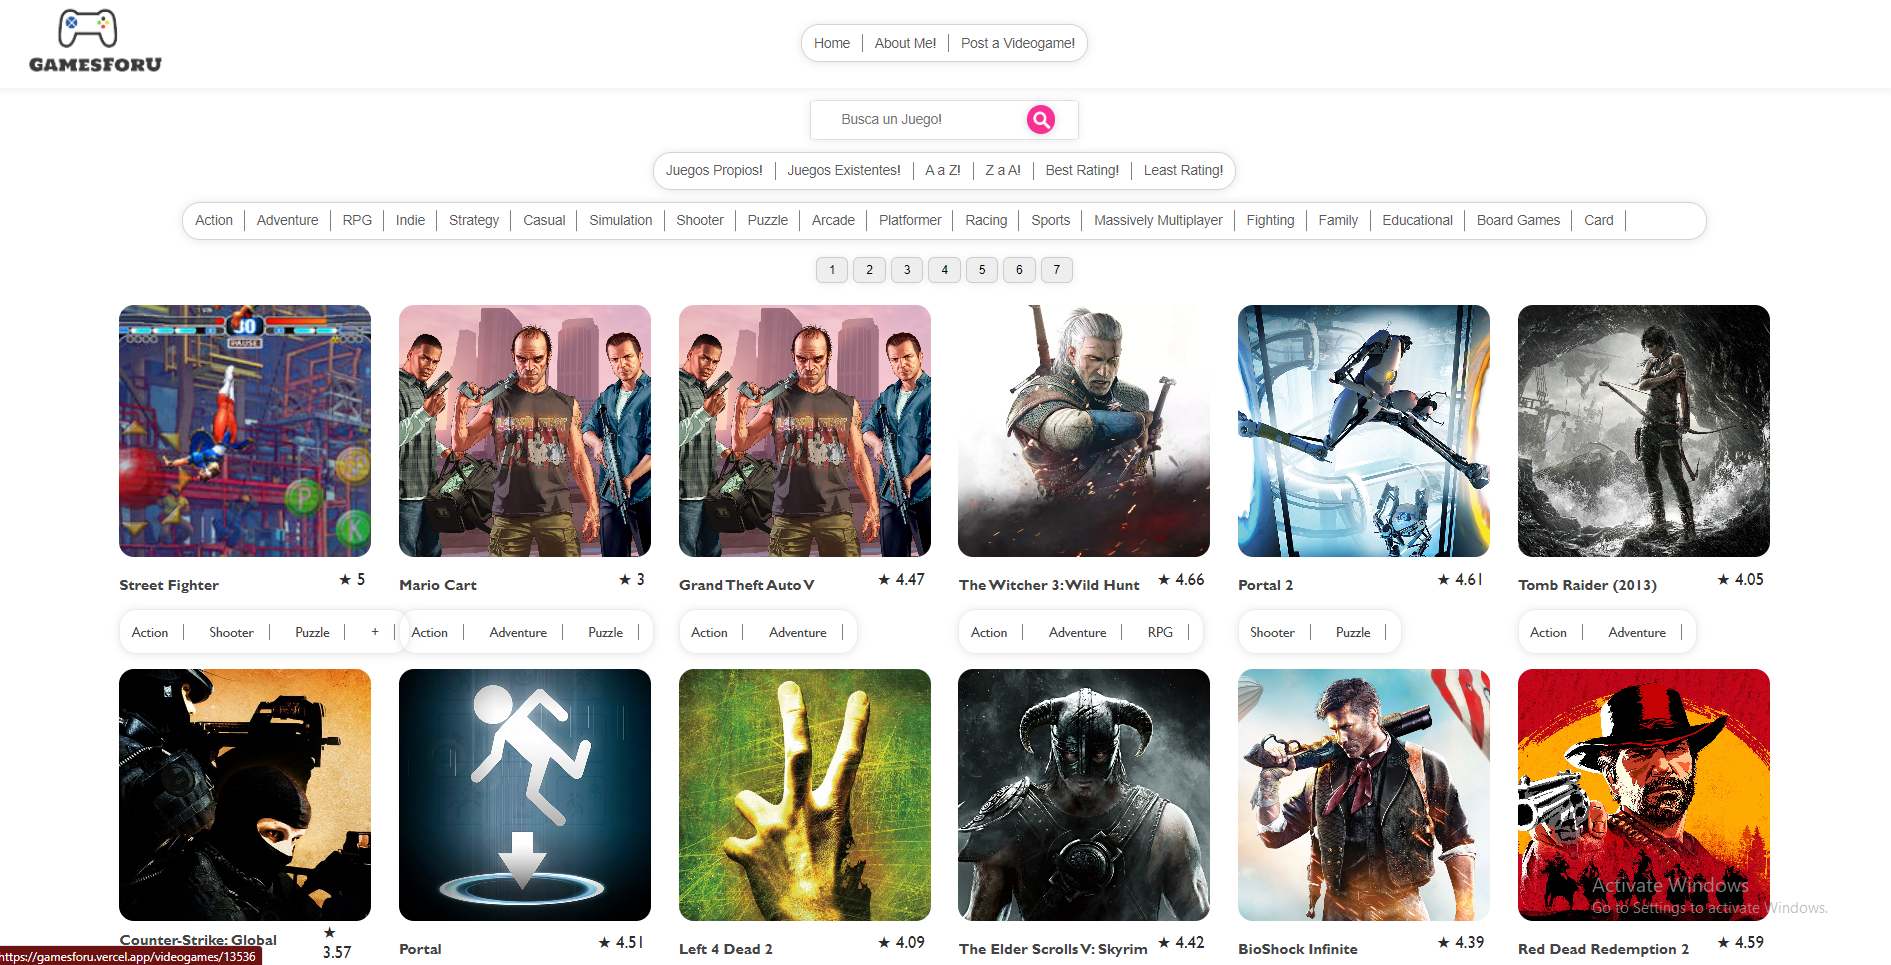 GAMESFORU
Home About Me! Post a Videogame!
Busca un Juego!
Juegos Propios! Juegos Existentes! A a Z! Z a A! Best Rating! Least Rating!
Action Adventure RPG Indie Strategy Casual Simulation Shooter Puzzle Arcade Platformer Racing Sports Massively Multiplayer Fighting Family Educational Board Games Card
1 2 3 4 5 6 7
30
PAUSE
P
K
Street Fighter ★ 5
Action Shooter Puzzle +
Mario Cart ★ 3
Action Adventure Puzzle
Grand Theft Auto V ★ 4.47
Action Adventure
The Witcher 3: Wild Hunt ★ 4.66
Action Adventure RPG
Portal 2 ★ 4.61
Shooter Puzzle
Tomb Raider (2013) ★ 4.05
Action Adventure
Counter-Strike: Global ★ 3.57
Portal ★ 4.51
Left 4 Dead 2 ★ 4.09
The Elder Scrolls V: Skyrim ★ 4.42
BioShock Infinite ★ 4.39
Red Dead Redemption 2 ★ 4.59
Activate Windows
Go to Settings to activate Windows.
https://gamesforu.vercel.app/videogames/13536